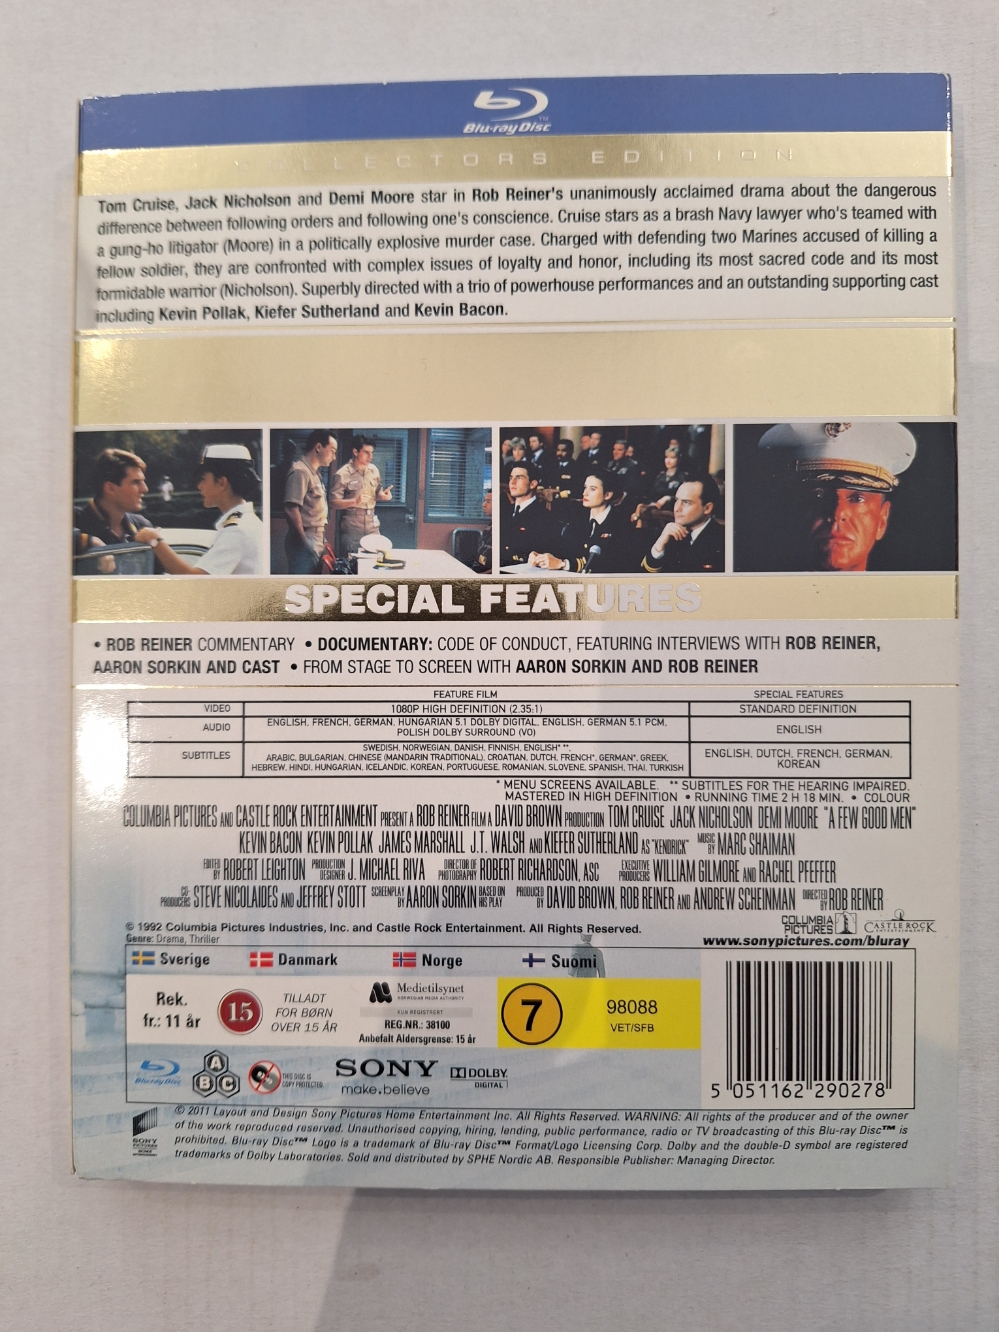 Blu-ray Disc™
COLLECTORS EDITION
Tom Cruise, Jack Nicholson and Demi Moore star in Rob Reiner's unanimously acclaimed drama about the dangerous
difference between following orders and following one's conscience. Cruise stars as a brash Navy lawyer who's teamed with
a gung-ho litigator (Moore) in a politically explosive murder case. Charged with defending two Marines accused of killing a
fellow soldier, they are confronted with complex issues of loyalty and honor, including its most sacred code and its most
formidable warrior (Nicholson). Superbly directed with a trio of powerhouse performances and an outstanding supporting cast
including Kevin Pollak, Kiefer Sutherland and Kevin Bacon.
SPECIAL FEATURES
• ROB REINER COMMENTARY • DOCUMENTARY: CODE OF CONDUCT, FEATURING INTERVIEWS WITH ROB REINER,
AARON SORKIN AND CAST • FROM STAGE TO SCREEN WITH AARON SORKIN AND ROB REINER
FEATURE FILM SPECIAL FEATURES
VIDEO 1080P HIGH DEFINITION (2.35:1) STANDARD DEFINITION
AUDIO ENGLISH, FRENCH, GERMAN, HUNGARIAN 5.1 DOLBY DIGITAL, ENGLISH, GERMAN 5.1 PCM, ENGLISH
POLISH DOLBY SURROUND (VO)
SUBTITLES SWEDISH, NORWEGIAN, DANISH, FINNISH, ENGLISH* **, ENGLISH, DUTCH, FRENCH, GERMAN,
ARABIC, BULGARIAN, CHINESE (MANDARIN TRADITIONAL), CROATIAN, DUTCH, FRENCH*, GERMAN*, GREEK, KOREAN
HEBREW, HINDI, HUNGARIAN, ICELANDIC, KOREAN, PORTUGUESE, ROMANIAN, SLOVENE, SPANISH, THAI, TURKISH
* MENU SCREENS AVAILABLE. ** SUBTITLES FOR THE HEARING IMPAIRED.
MASTERED IN HIGH DEFINITION • RUNNING TIME 2 H 18 MIN. • COLOUR
COLUMBIA PICTURES AND CASTLE ROCK ENTERTAINMENT PRESENT A ROB REINER FILM A DAVID BROWN PRODUCTION TOM CRUISE JACK NICHOLSON DEMI MOORE "A FEW GOOD MEN"
KEVIN BACON KEVIN POLLAK JAMES MARSHALL J.T. WALSH AND KIEFER SUTHERLAND AS "KENDRICK" MUSIC BY MARC SHAIMAN
EDITED BY ROBERT LEIGHTON PRODUCTION DESIGNER J. MICHAEL RIVA DIRECTOR OF PHOTOGRAPHY ROBERT RICHARDSON, ASC EXECUTIVE PRODUCERS WILLIAM GILMORE AND RACHEL PFEFFER
CO-PRODUCERS STEVE NICOLAIDES AND JEFFREY STOTT SCREENPLAY BY AARON SORKIN BASED ON HIS PLAY PRODUCED BY DAVID BROWN, ROB REINER AND ANDREW SCHEINMAN DIRECTED BY ROB REINER
© 1992 Columbia Pictures Industries, Inc. and Castle Rock Entertainment. All Rights Reserved.
Genre: Drama, Thriller
COLUMBIA PICTURES CASTLE ROCK ENTERTAINMENT
www.sonypictures.com/bluray
Sverige Danmark Norge Suomi
Rek.
fr.: 11 år
15
TILLADT
FOR BØRN
OVER 15 ÅR
Medietilsynet
NORWEGIAN MEDIA AUTHORITY
KUN REGISTRERT
REG.NR.: 38100
Anbefalt Aldersgrense: 15 år
7
98088
VET/SFB
Blu-ray Disc
A B C
THIS DISC IS
COPY PROTECTED
SONY
make.believe
DOLBY
DIGITAL
5 051162 290278
SONY
PICTURES
HOME
© 2011 Layout and Design Sony Pictures Home Entertainment Inc. All Rights Reserved. WARNING: All rights of the producer and of the owner
of the work reproduced reserved. Unauthorised copying, hiring, lending, public performance, radio or TV broadcasting of this Blu-ray Disc™ is
prohibited. Blu-ray Disc™ Logo is a trademark of Blu-ray Disc™ Format/Logo Licensing Corp. Dolby and the double-D symbol are registered
trademarks of Dolby Laboratories. Sold and distributed by SPHE Nordic AB. Responsible Publisher: Managing Director.